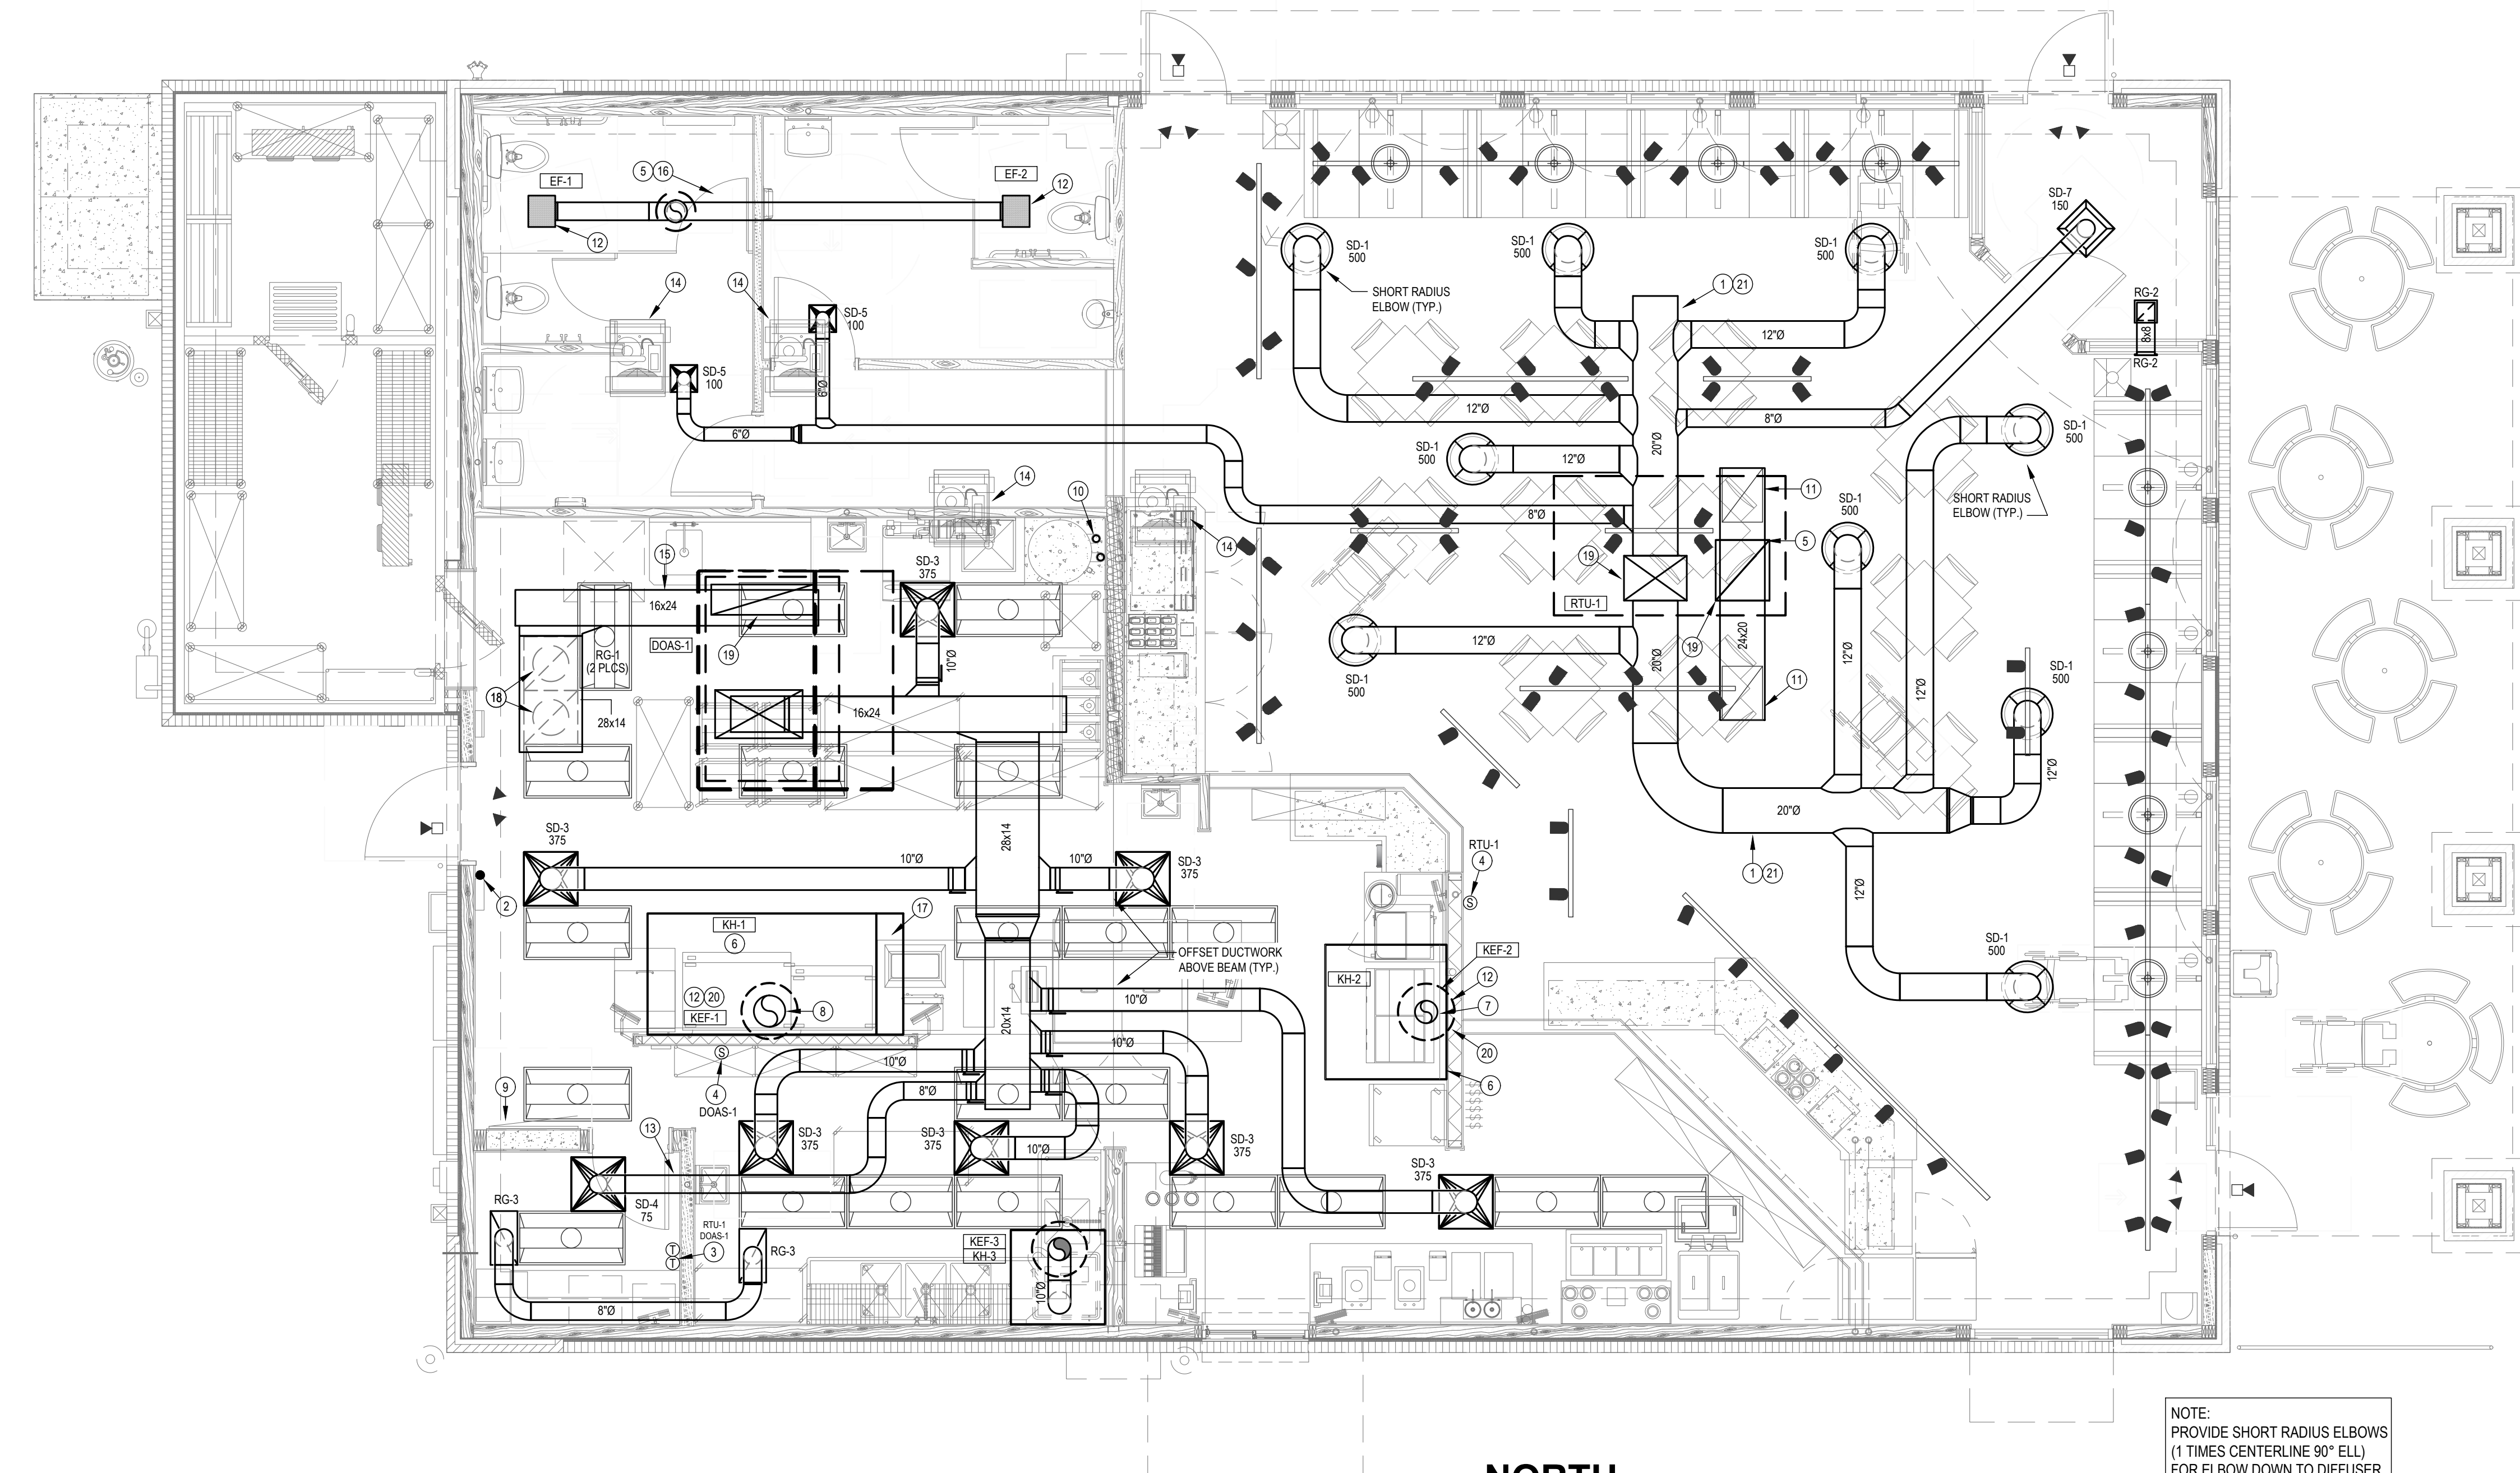 EF-1
5
16
EF-2
12
12
14
14
SD-5
100
SD-5
100
6"Ø
6"Ø
SD-1
500
SHORT RADIUS
ELBOW (TYP.)
SD-1
500
SD-1
500
1
21
SD-7
150
RG-2
8x8
RG-2
12"Ø
12"Ø
8"Ø
20"Ø
SD-1
500
12"Ø
SD-1
500
SHORT RADIUS
ELBOW (TYP.)
14
10
14
8"Ø
11
SD-1
500
19
5
RTU-1
15
SD-3
375
16x24
DOAS-1
19
RG-1
(2 PLCS)
18
28x14
10"Ø
16x24
12"Ø
SD-1
500
20"Ø
19
24x20
11
12"Ø
12"Ø
SD-1
500
12"Ø
20"Ø
1
21
SD-3
375
10"Ø
28x14
10"Ø
SD-3
375
RTU-1
4
S
2
17
KH-1
6
12
20
KEF-1
8
OFFSET DUCTWORK
ABOVE BEAM (TYP.)
KEF-2
KH-2
12
7
20
6
12"Ø
SD-1
500
20x14
10"Ø
10"Ø
10"Ø
S
4
DOAS-1
8"Ø
9
13
SD-3
375
SD-3
375
10"Ø
SD-3
375
SD-3
375
SD-4
75
RG-3
RTU-1
DOAS-1
T
T
3
RG-3
KEF-3
KH-3
10"Ø
8"Ø
NORTH
NOTE:
PROVIDE SHORT RADIUS ELBOWS
(1 TIMES CENTERLINE 90° ELL)
FOR ELBOW DOWN TO DIFFUSER